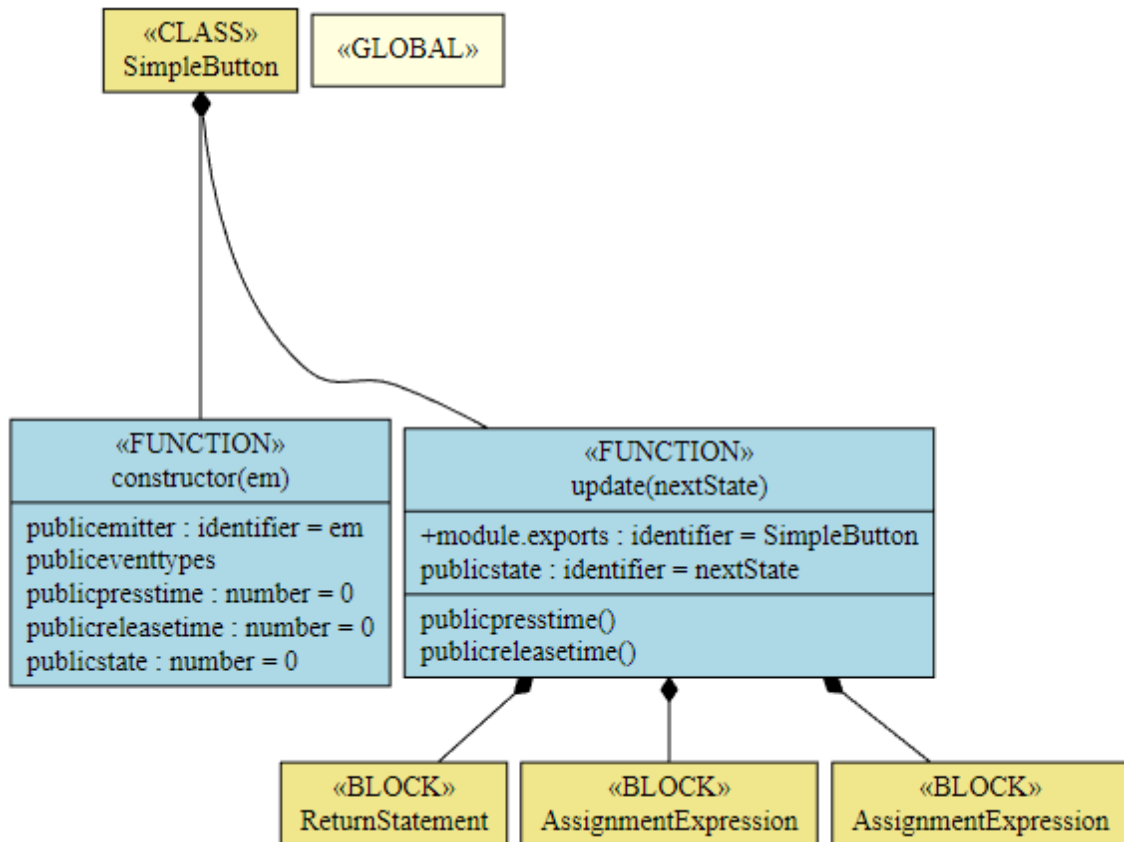 «CLASS»
SimpleButton
«GLOBAL»
«FUNCTION»
constructor(em)
publicemitter : identifier = em
publiceventtypes
publicpresstime : number = 0
publicreleasetime : number = 0
publicstate : number = 0
«FUNCTION»
update(nextState)
+module.exports : identifier = SimpleButton
publicstate : identifier = nextState
publicpresstime()
publicreleasetime()
«BLOCK»
ReturnStatement
«BLOCK»
AssignmentExpression
«BLOCK»
AssignmentExpression